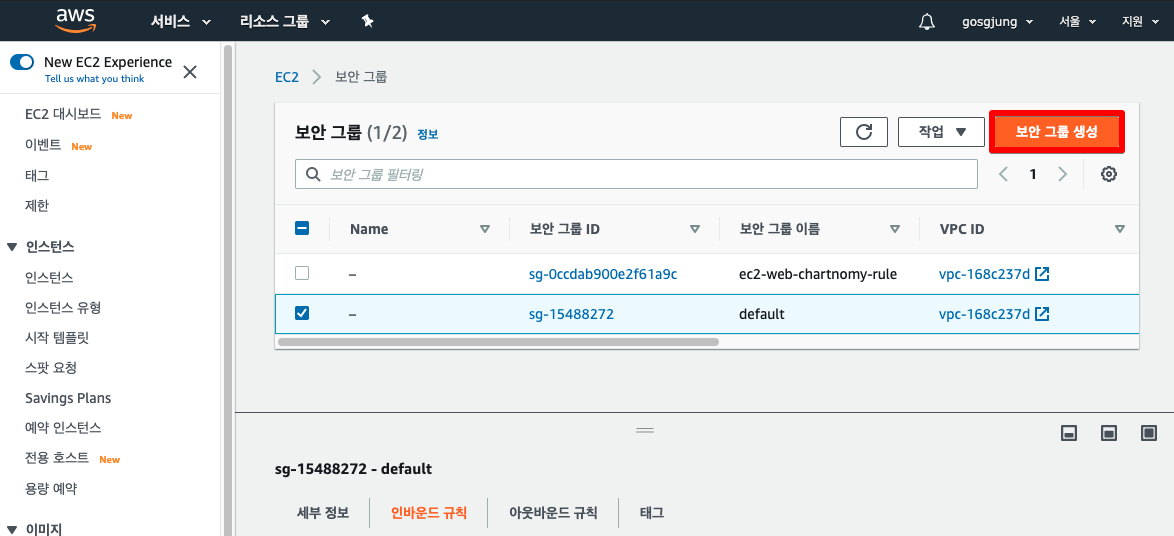 aws 서비스 리소스 그룹 gosgjung 서울 지원
New EC2 Experience
Tell us what you think
EC2 대시보드 New
이벤트 New
태그
제한
인스턴스
인스턴스
인스턴스 유형
시작 템플릿
스팟 요청
Savings Plans
예약 인스턴스
전용 호스트 New
용량 예약
이미지
EC2 보안 그룹
보안 그룹 (1/2) 정보 작업 보안 그룹 생성
보안 그룹 필터링 1
Name 보안 그룹 ID 보안 그룹 이름 VPC ID
– sg-0ccdab900e2f61a9c ec2-web-chartnomy-rule vpc-168c237d
– sg-15488272 default vpc-168c237d
sg-15488272 - default
세부 정보 인바운드 규칙 아웃바운드 규칙 태그